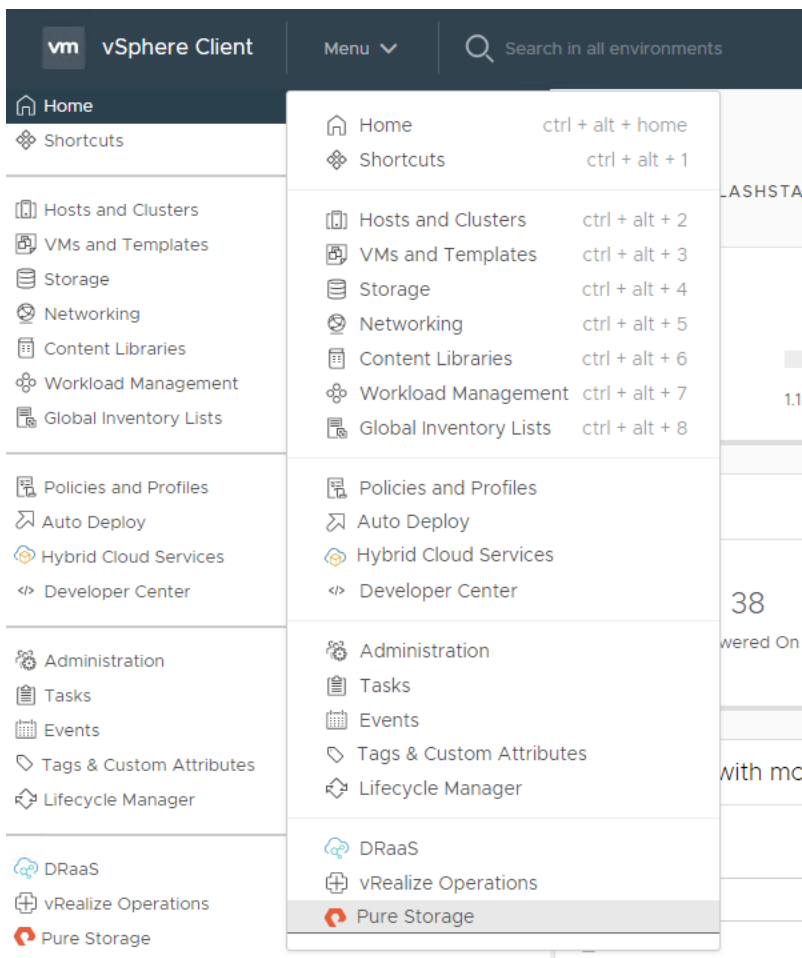 vm vSphere Client Menu Search in all environments
Home
Shortcuts
Hosts and Clusters
VMs and Templates
Storage
Networking
Content Libraries
Workload Management
Global Inventory Lists
Policies and Profiles
Auto Deploy
Hybrid Cloud Services
Developer Center
Administration
Tasks
Events
Tags & Custom Attributes
Lifecycle Manager
DRaaS
vRealize Operations
Pure Storage
Home ctrl + alt + home
Shortcuts ctrl + alt + 1
Hosts and Clusters ctrl + alt + 2
VMs and Templates ctrl + alt + 3
Storage ctrl + alt + 4
Networking ctrl + alt + 5
Content Libraries ctrl + alt + 6
Workload Management ctrl + alt + 7
Global Inventory Lists ctrl + alt + 8
Policies and Profiles
Auto Deploy
Hybrid Cloud Services
Developer Center
Administration
Tasks
Events
Tags & Custom Attributes
Lifecycle Manager
DRaaS
vRealize Operations
Pure Storage
LASHSTA
1.1
38
wered On
with mo